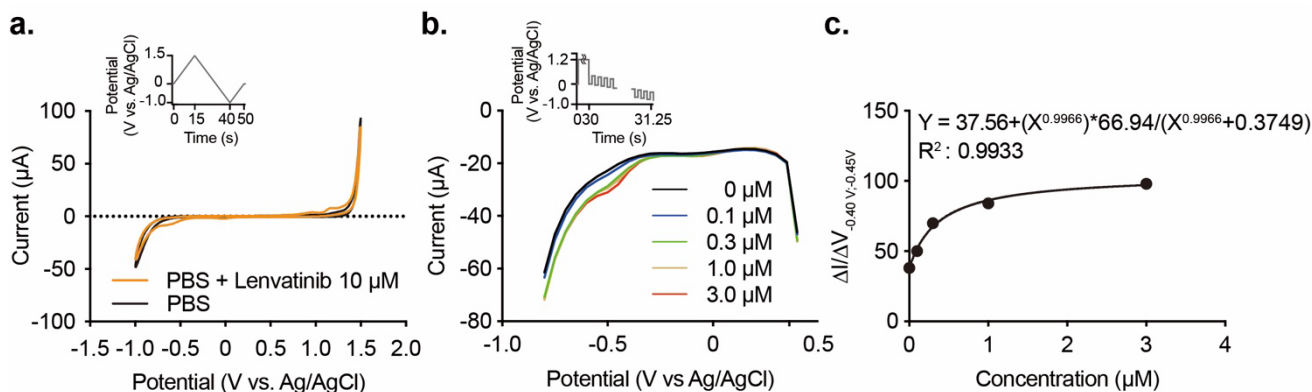 a.
Potential
(V vs. Ag/AgCl)
1.5
0
-1.0
0 15 40 50
Time (s)
Current (µA)
100
50
0
-50
-100
PBS + Lenvatinib 10 µM
PBS
-1.5 -1.0 -0.5 0 0.5 1.0 1.5 2.0
Potential (V vs. Ag/AgCl)
b.
Potential
(V vs. Ag/AgCl)
1.2
0
-1.0
030 31.25
Time (s)
Current (µA)
0
-20
-40
-60
-80
0 µM
0.1 µM
0.3 µM
1.0 µM
3.0 µM
-1.0 -0.5 0 0.5
Potential (V vs Ag/AgCl)
c.
ΔI/ΔV-0.40 V;-0.45V
150
100
50
0
Y = 37.56+(X^0.9966)*66.94/(X^0.9966+0.3749)
R²: 0.9933
0 1 2 3 4
Concentration (µM)